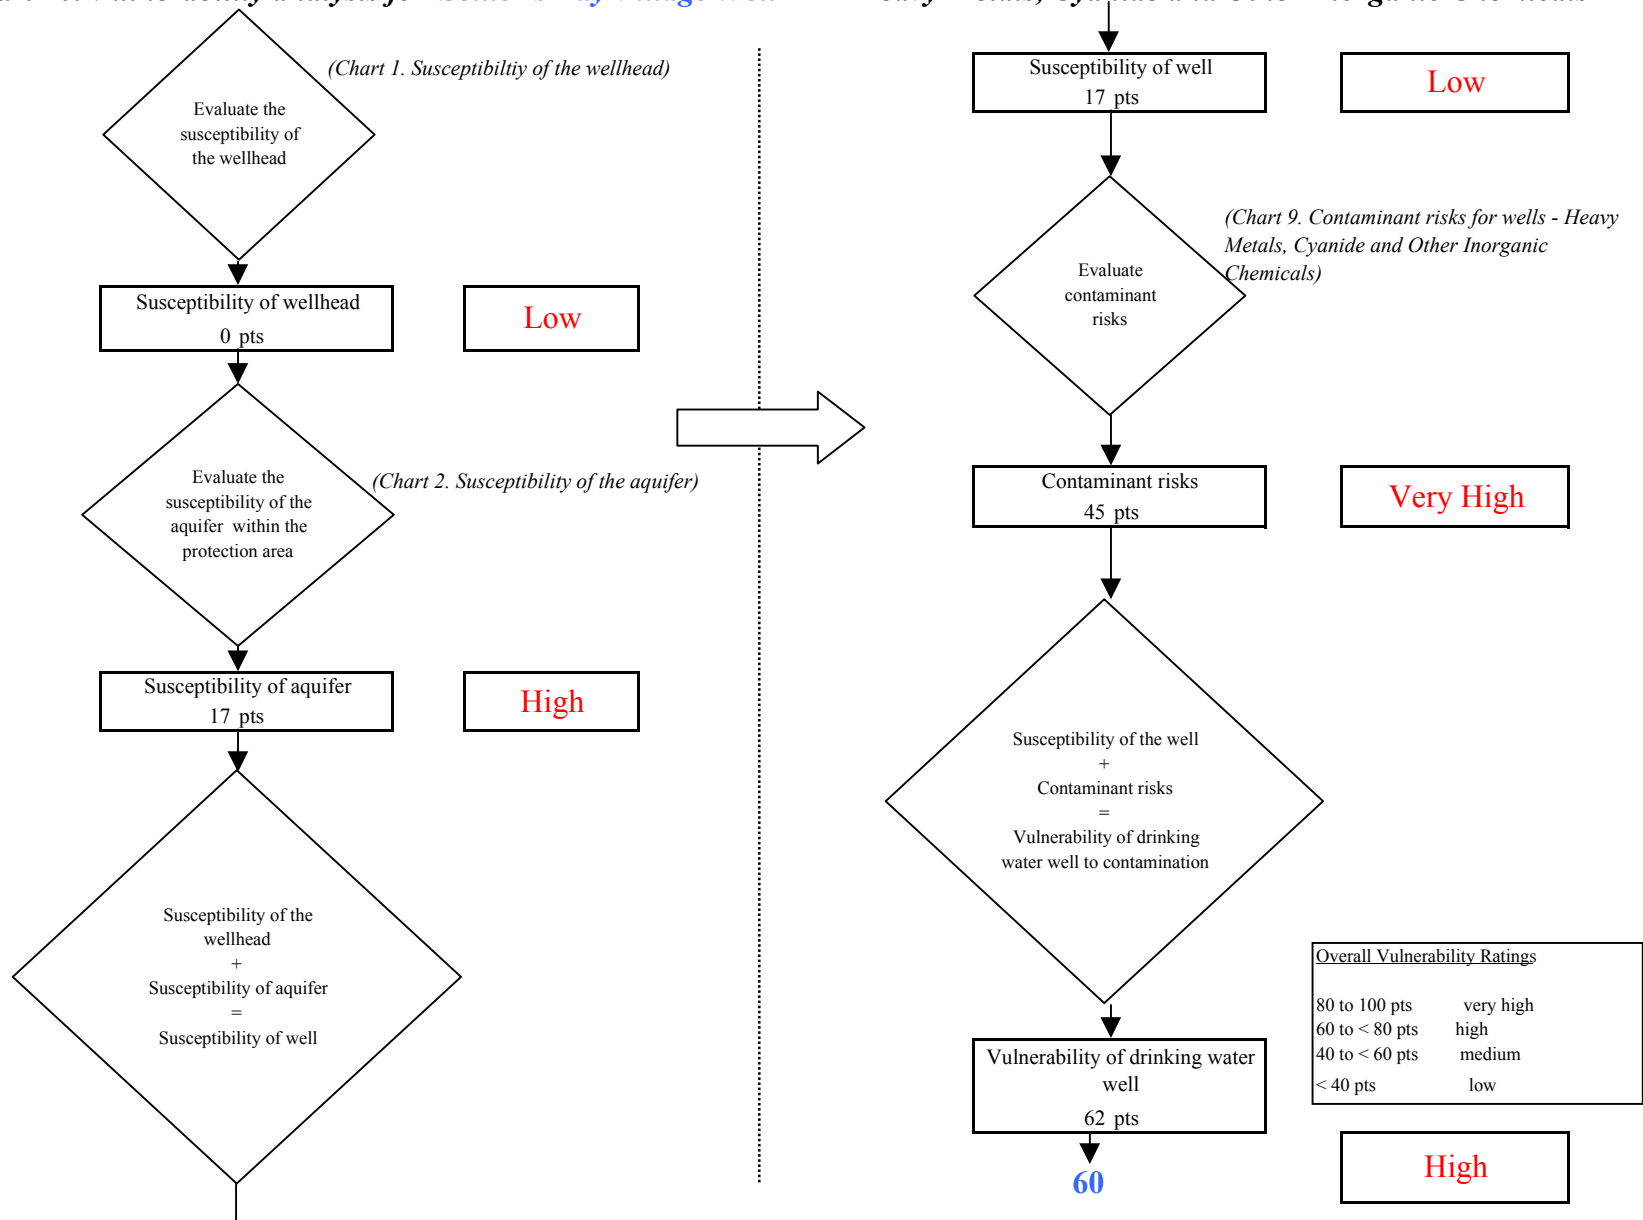 (Chart 1. Susceptibiltiy of the wellhead)
Evaluate the
susceptibility of
the wellhead
Susceptibility of wellhead
0 pts
Low
Evaluate the
susceptibility of the
aquifer within the
protection area
(Chart 2. Susceptibility of the aquifer)
Susceptibility of aquifer
17 pts
High
Susceptibility of the
wellhead
+
Susceptibility of aquifer
=
Susceptibility of well
Susceptibility of well
17 pts
Low
(Chart 9. Contaminant risks for wells - Heavy
Metals, Cyanide and Other Inorganic
Chemicals)
Evaluate
contaminant
risks
Contaminant risks
45 pts
Very High
Susceptibility of the well
+
Contaminant risks
=
Vulnerability of drinking
water well to contamination
Overall Vulnerability Ratings
80 to 100 pts very high
60 to < 80 pts high
40 to < 60 pts medium
< 40 pts low
Vulnerability of drinking water
well
62 pts
60
High